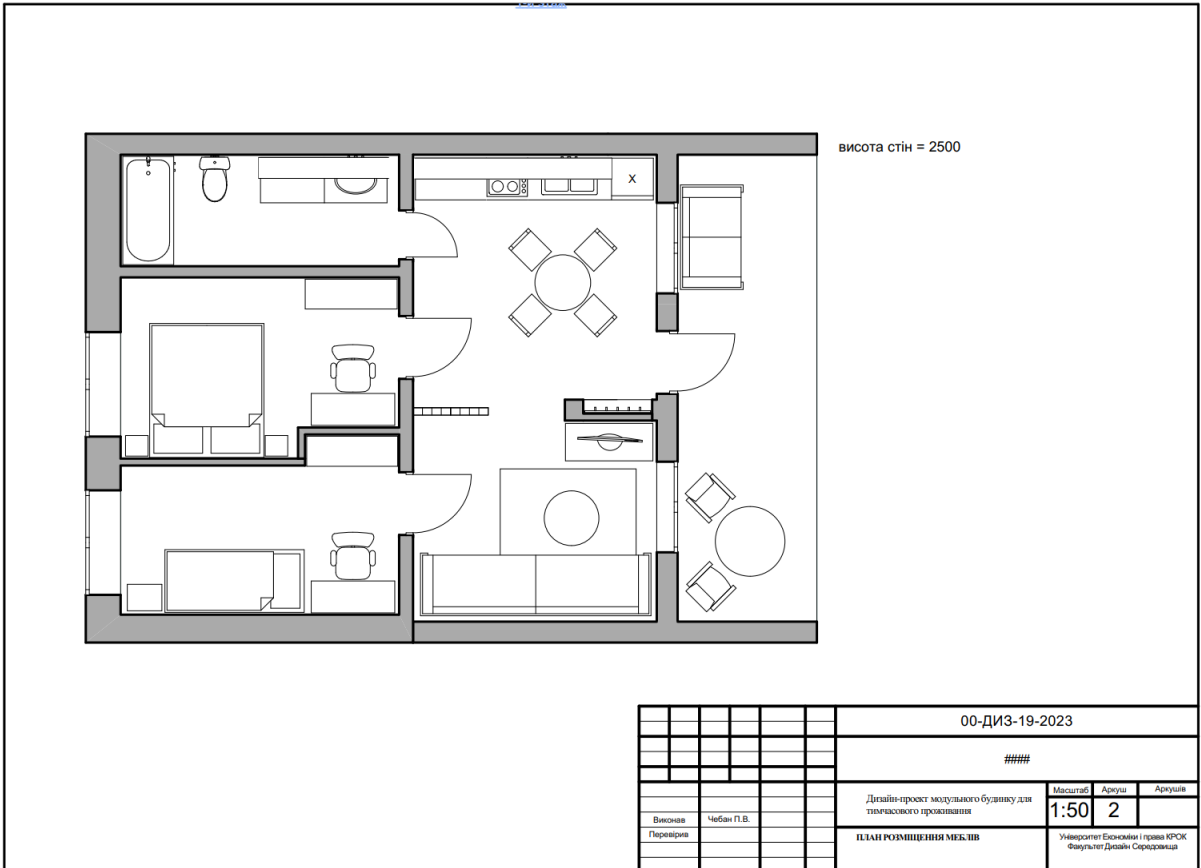 висота стін = 2500
X
00-ДИЗ-19-2023
####
Дизайн-проект модульного будинку для
тимчасового проживання
Масштаб
Аркуш
Аркушів
1:50
2
Виконав
Чебан П.В.
Перевірив
ПЛАН РОЗМІЩЕННЯ МЕБЛІВ
Університет Економіки і права КРОК
Факультет Дизайн Середовища